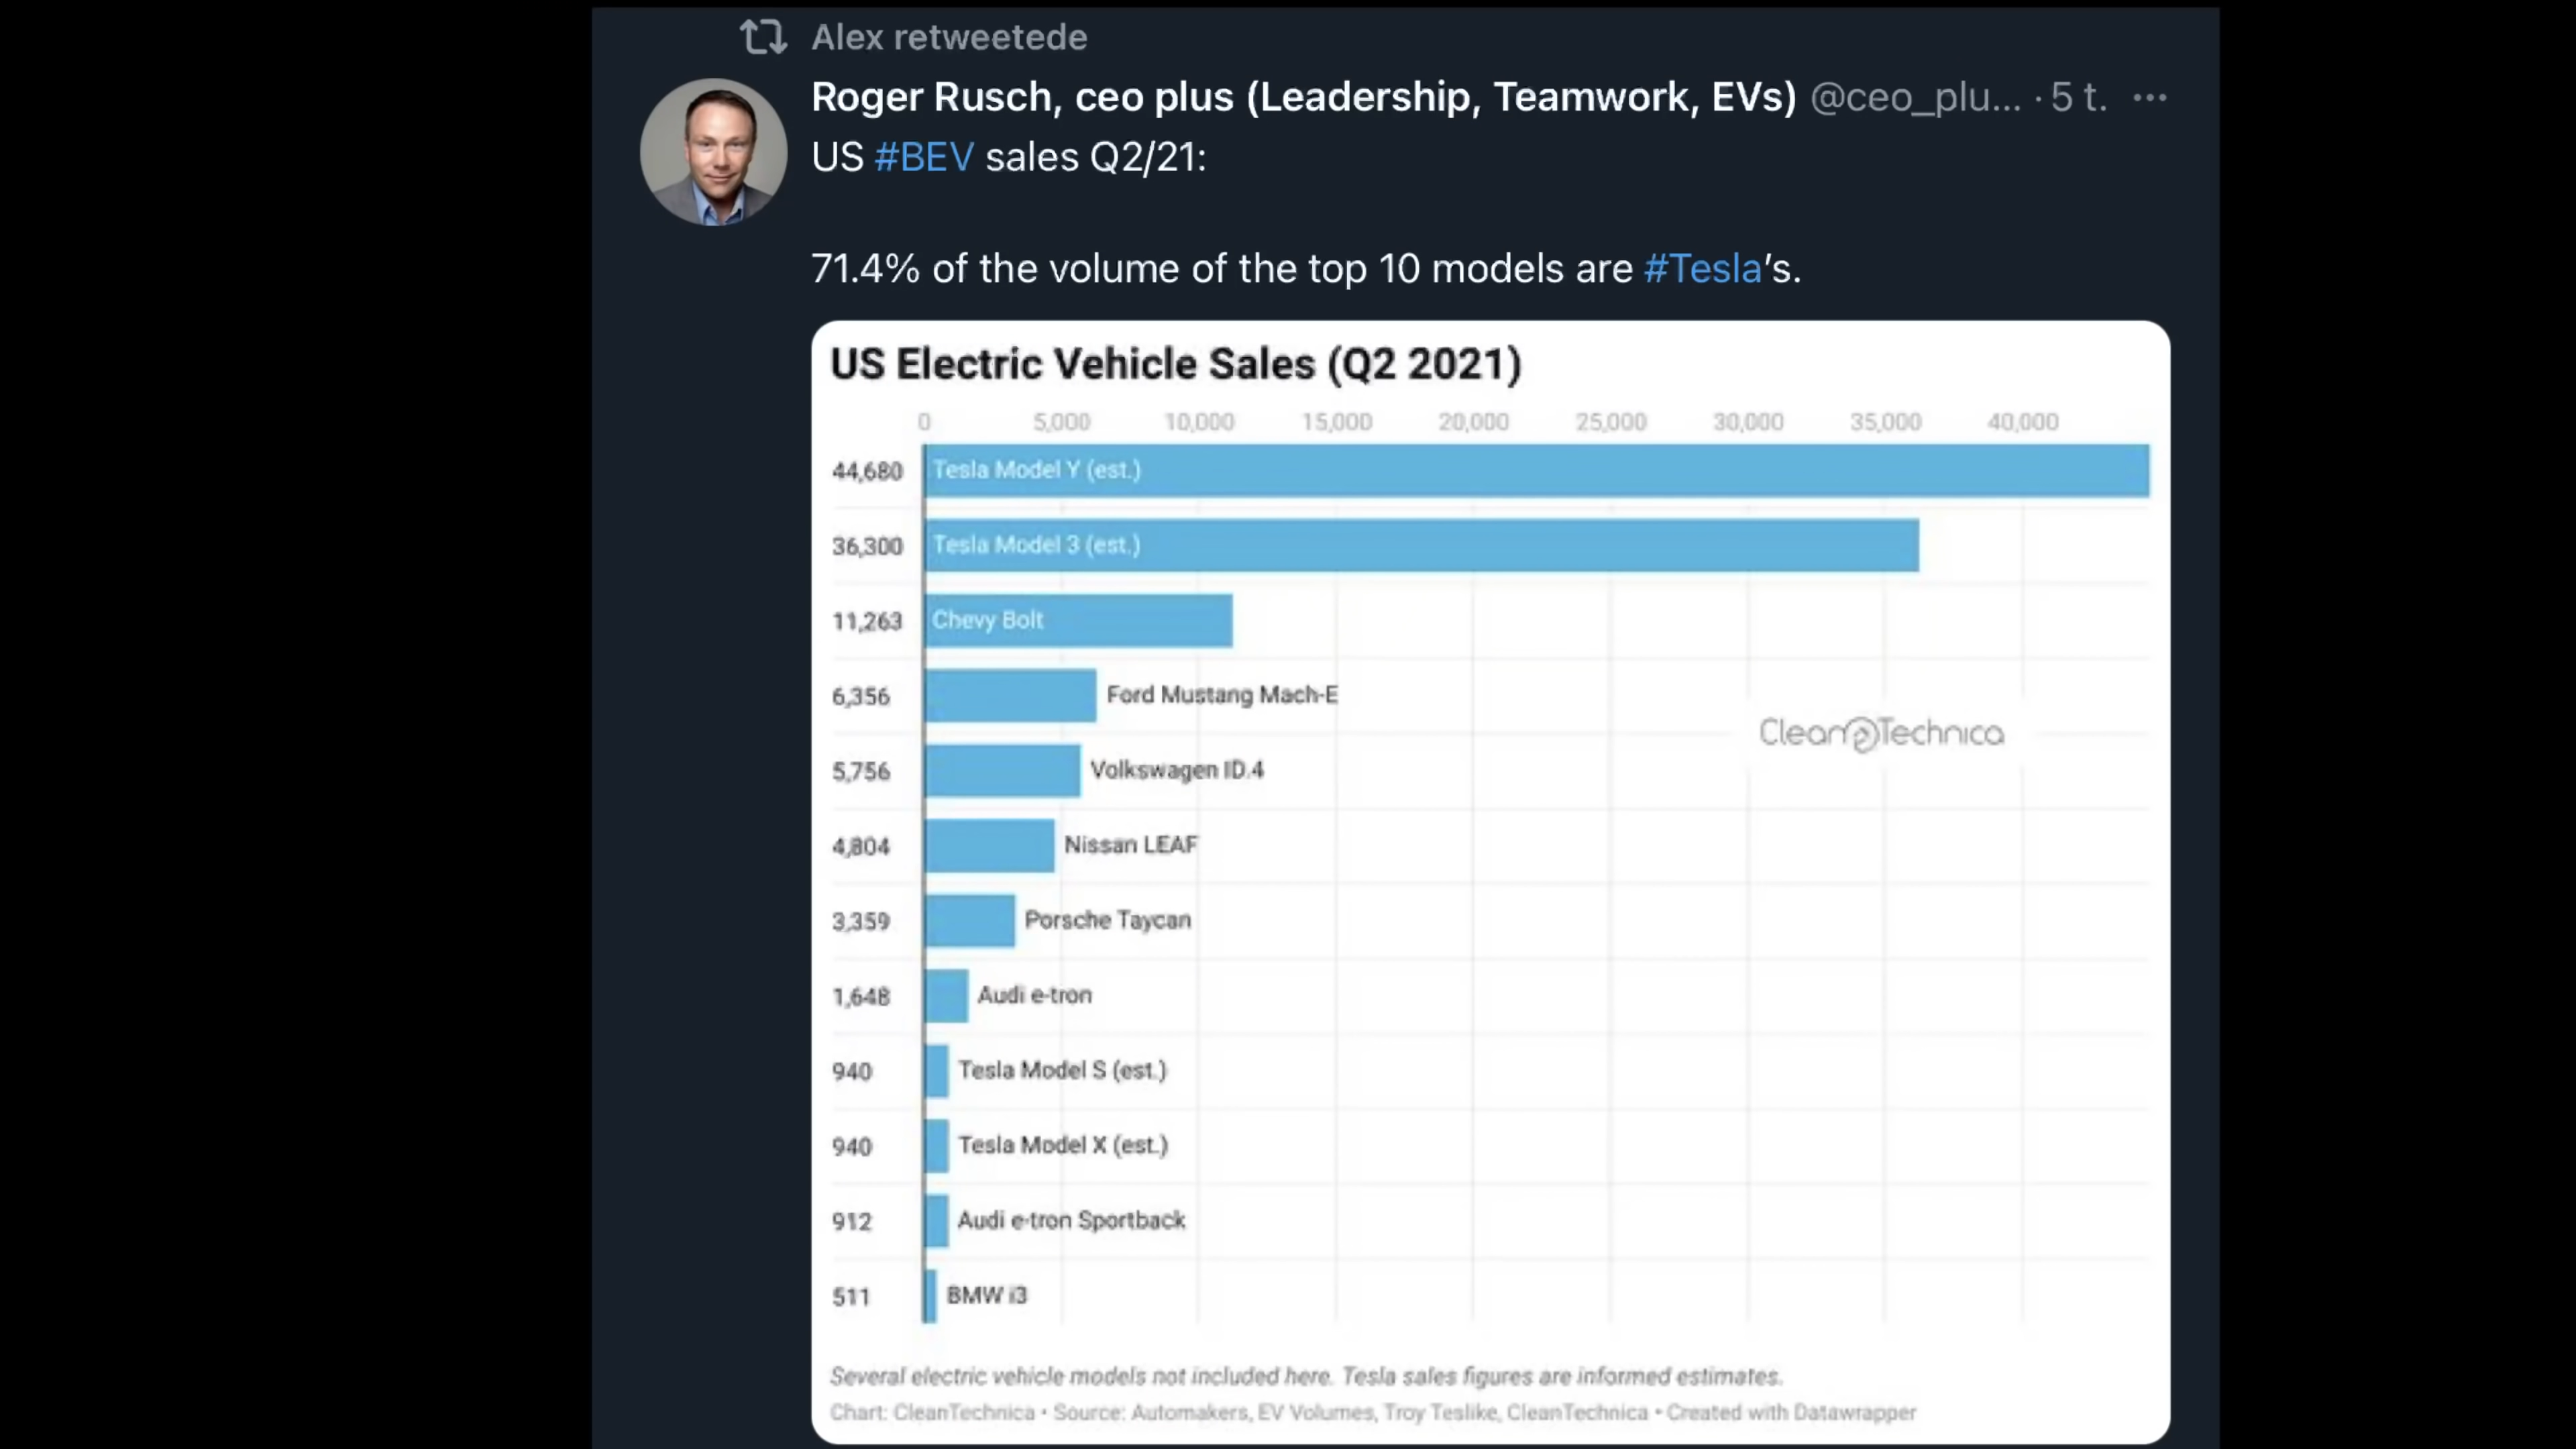 Alex retweetede
Roger Rusch, ceo plus (Leadership, Teamwork, EVs) @ceo_plu... · 5 t.
US #BEV sales Q2/21:
71.4% of the volume of the top 10 models are #Tesla's.
US Electric Vehicle Sales (Q2 2021)
0 5,000 10,000 15,000 20,000 25,000 30,000 35,000 40,000
44,680 Tesla Model Y (est.)
36,300 Tesla Model 3 (est.)
11,263 Chevy Bolt
6,356 Ford Mustang Mach-E
CleanTechnica
5,756 Volkswagen ID.4
4,804 Nissan LEAF
3,359 Porsche Taycan
1,648 Audi e-tron
940 Tesla Model S (est.)
940 Tesla Model X (est.)
912 Audi e-tron Sportback
511 BMW i3
Several electric vehicle models not included here. Tesla sales figures are informed estimates.
Chart: CleanTechnica • Source: Automakers, EV Volumes, Troy Teslike, CleanTechnica • Created with Datawrapper